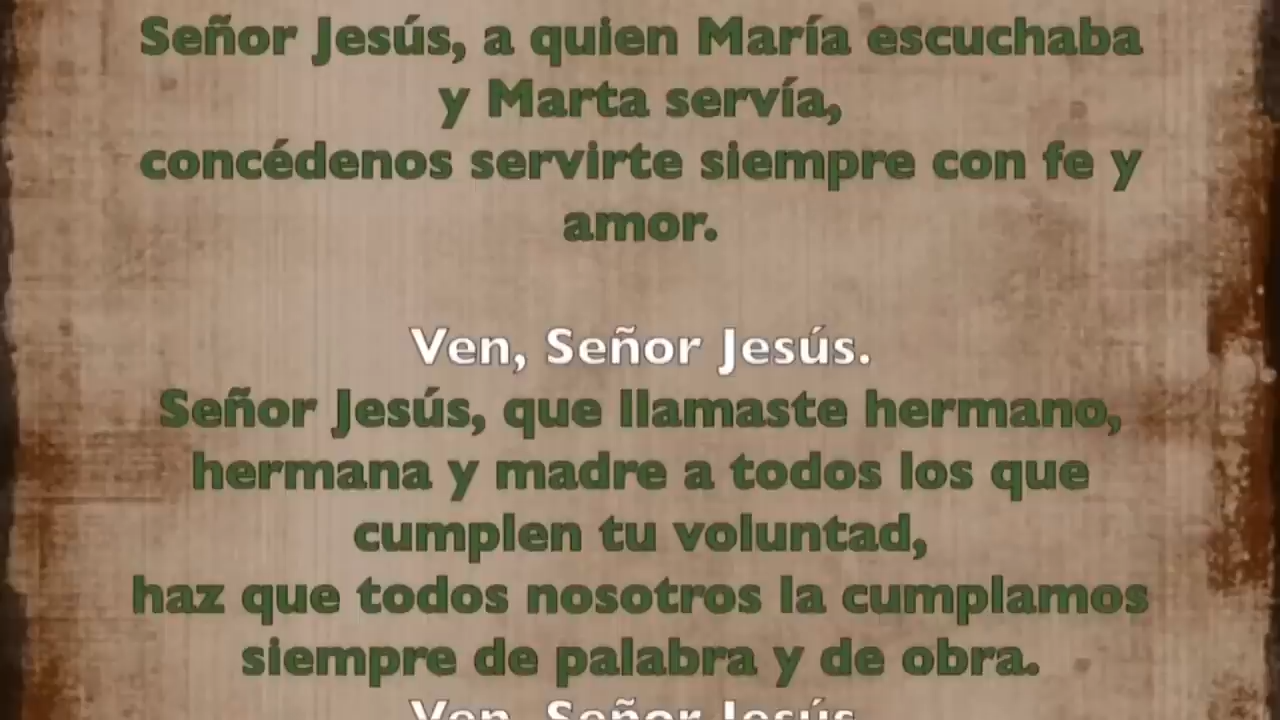 Señor Jesús, a quien María escuchaba
y Marta servía,
concédenos servirte siempre con fe y
amor.
Ven, Señor Jesús.
Señor Jesús, que llamaste hermano,
hermana y madre a todos los que
cumplen tu voluntad,
haz que todos nosotros la cumplamos
siempre de palabra y de obra.
Ven, Señor Jesús.